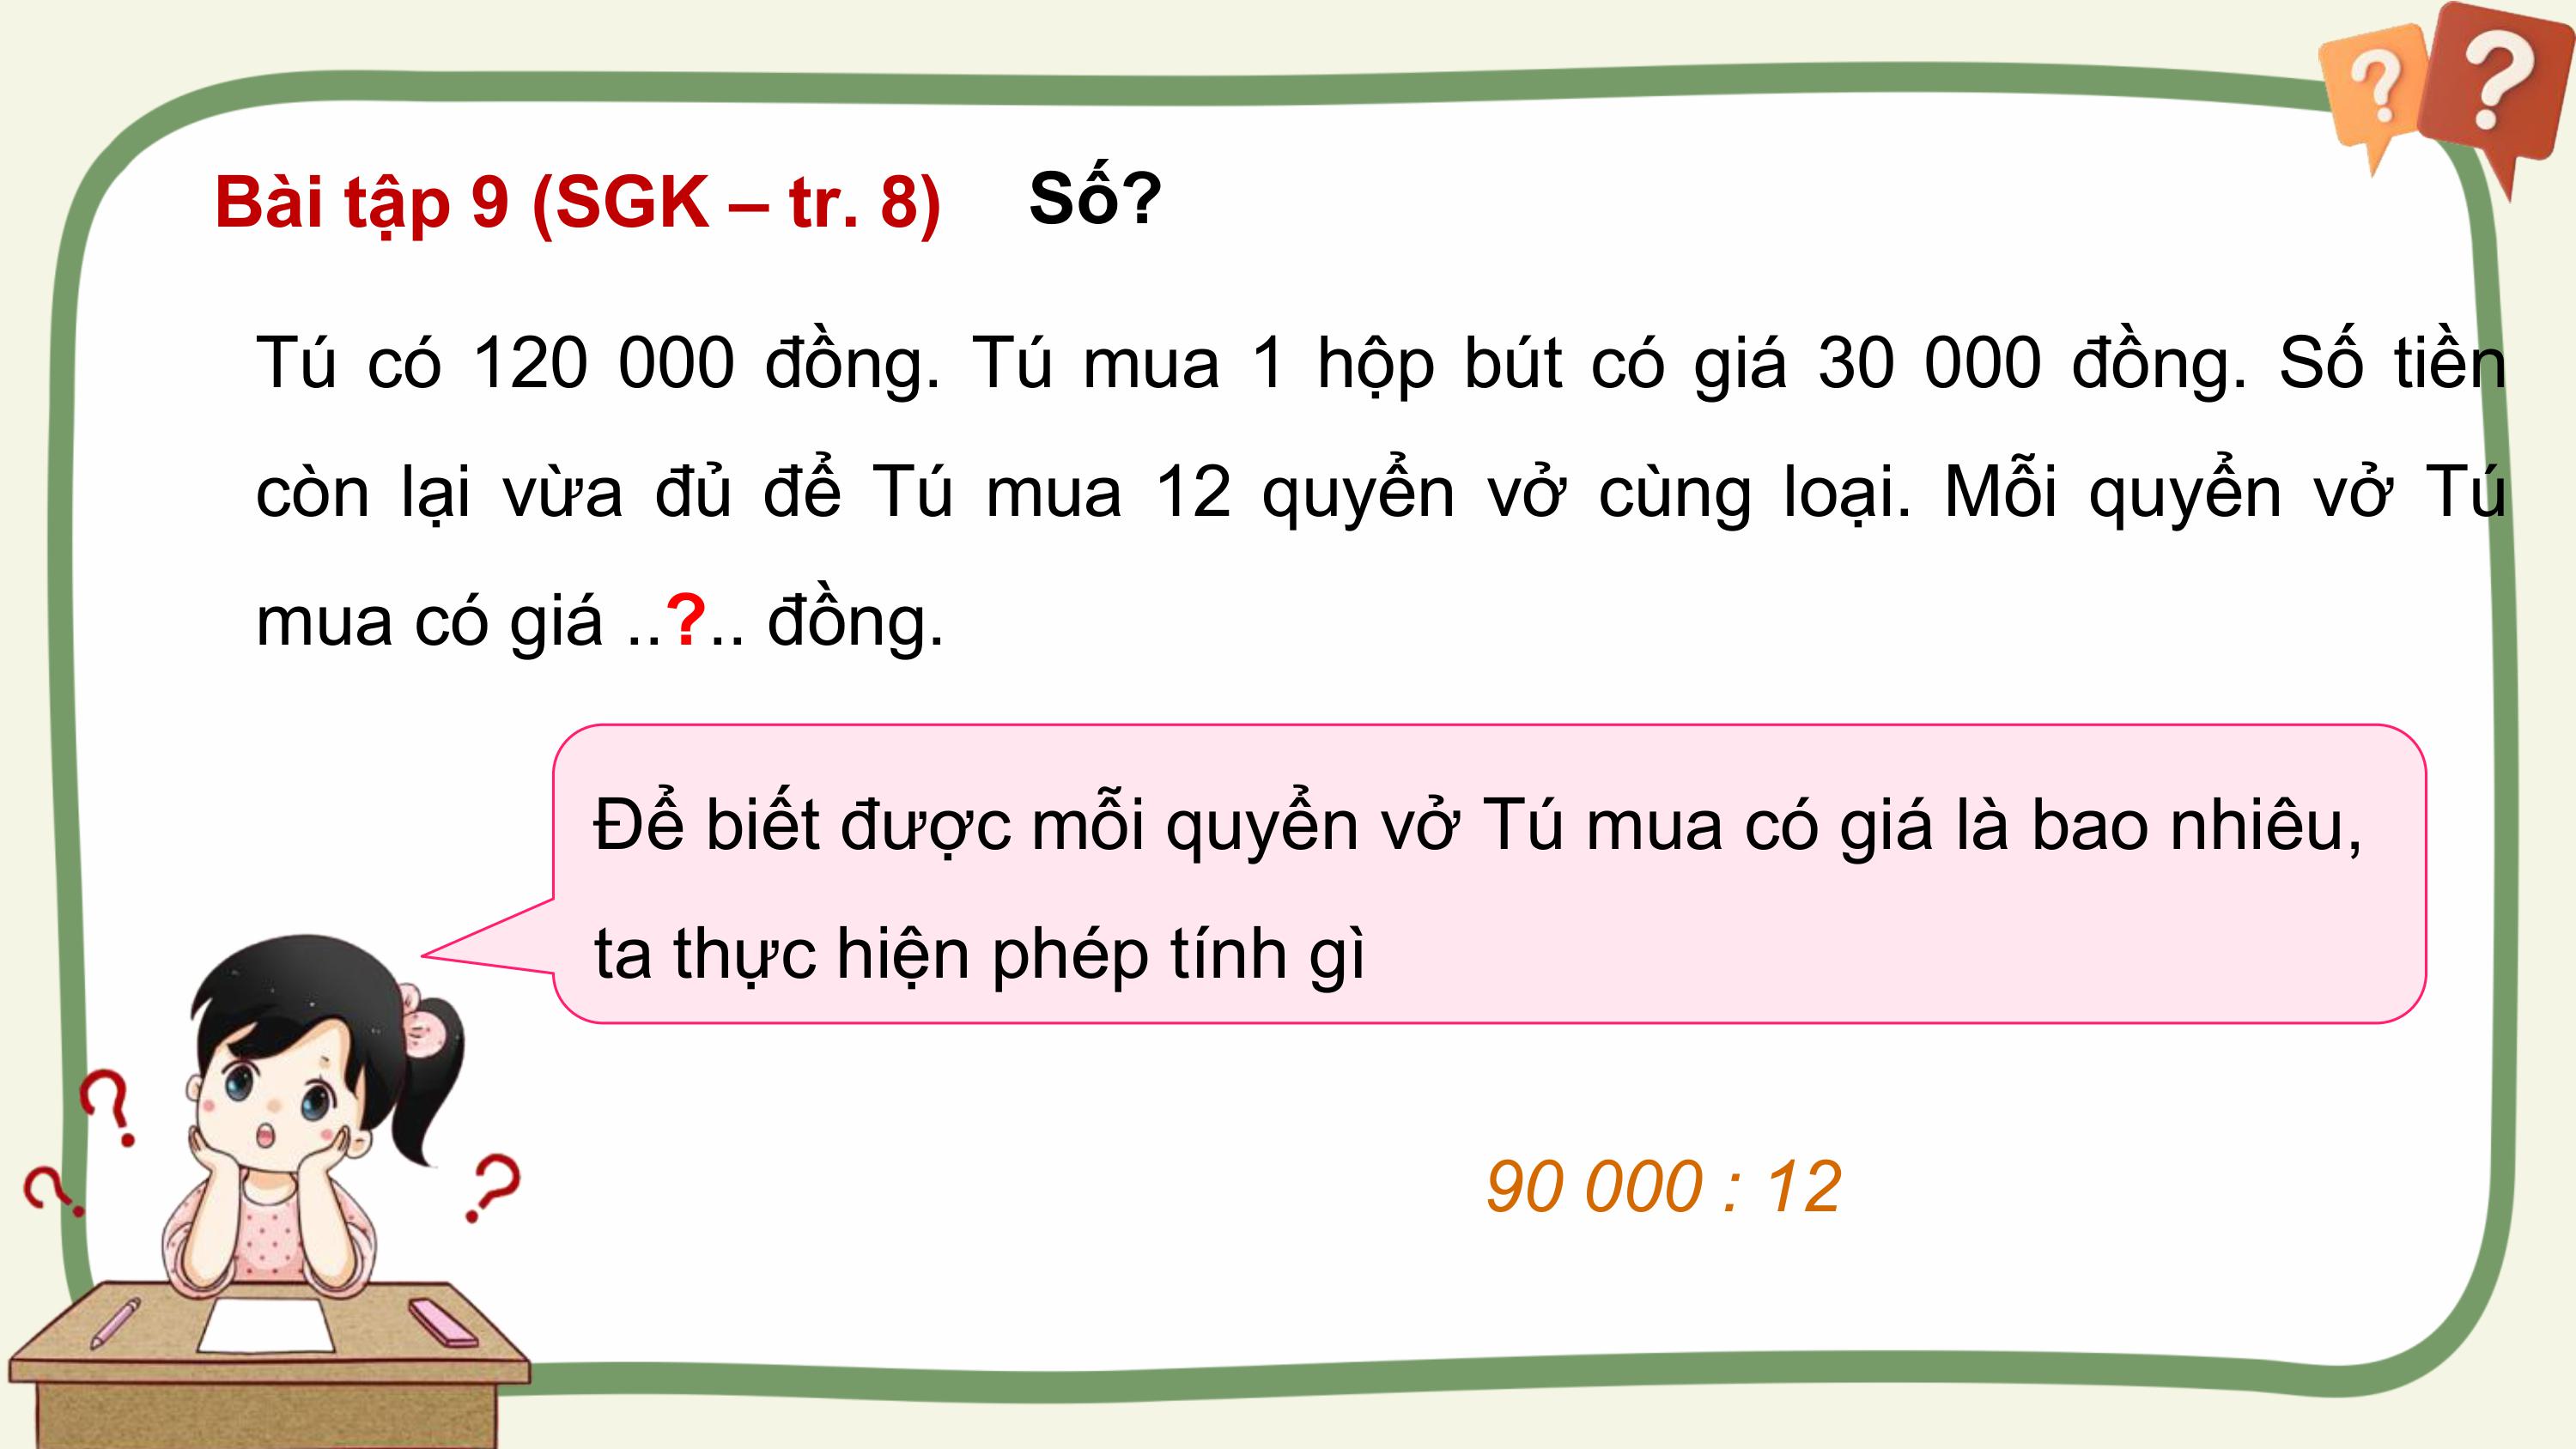 Bài tập 9 (SGK – tr. 8) Số?
Tú có 120 000 đồng. Tú mua 1 hộp bút có giá 30 000 đồng. Số tiền
còn lại vừa đủ để Tú mua 12 quyển vở cùng loại. Mỗi quyển vở Tú
mua có giá ..?.. đồng.
Để biết được mỗi quyển vở Tú mua có giá là bao nhiêu,
ta thực hiện phép tính gì
90 000 : 12